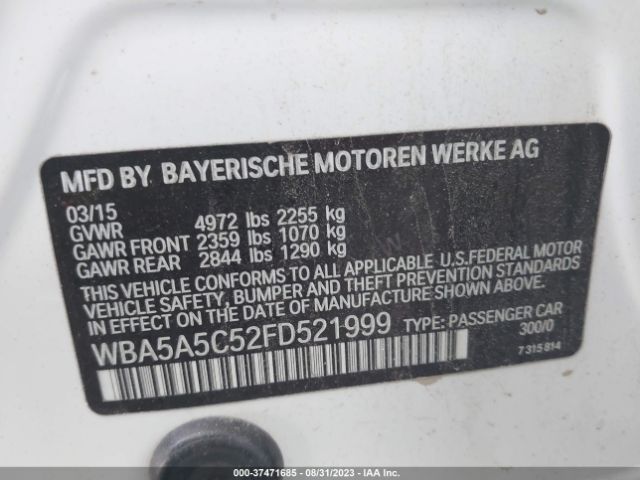 MFD BY BAYERISCHE MOTOREN WERKE AG
03/15
GVWR 4972 lbs 2255 kg
GAWR FRONT 2359 lbs 1070 kg
GAWR REAR 2844 lbs 1290 kg
THIS VEHICLE CONFORMS TO ALL APPLICABLE U.S.FEDERAL MOTOR
VEHICLE SAFETY, BUMPER AND THEFT PREVENTION STANDARDS
IN EFFECT ON THE DATE OF MANUFACTURE SHOWN ABOVE.
WBA5A5C52FD521999 TYPE: PASSENGER CAR
300/0
7315814
000-37471685 - 08/31/2023 - IAA Inc.